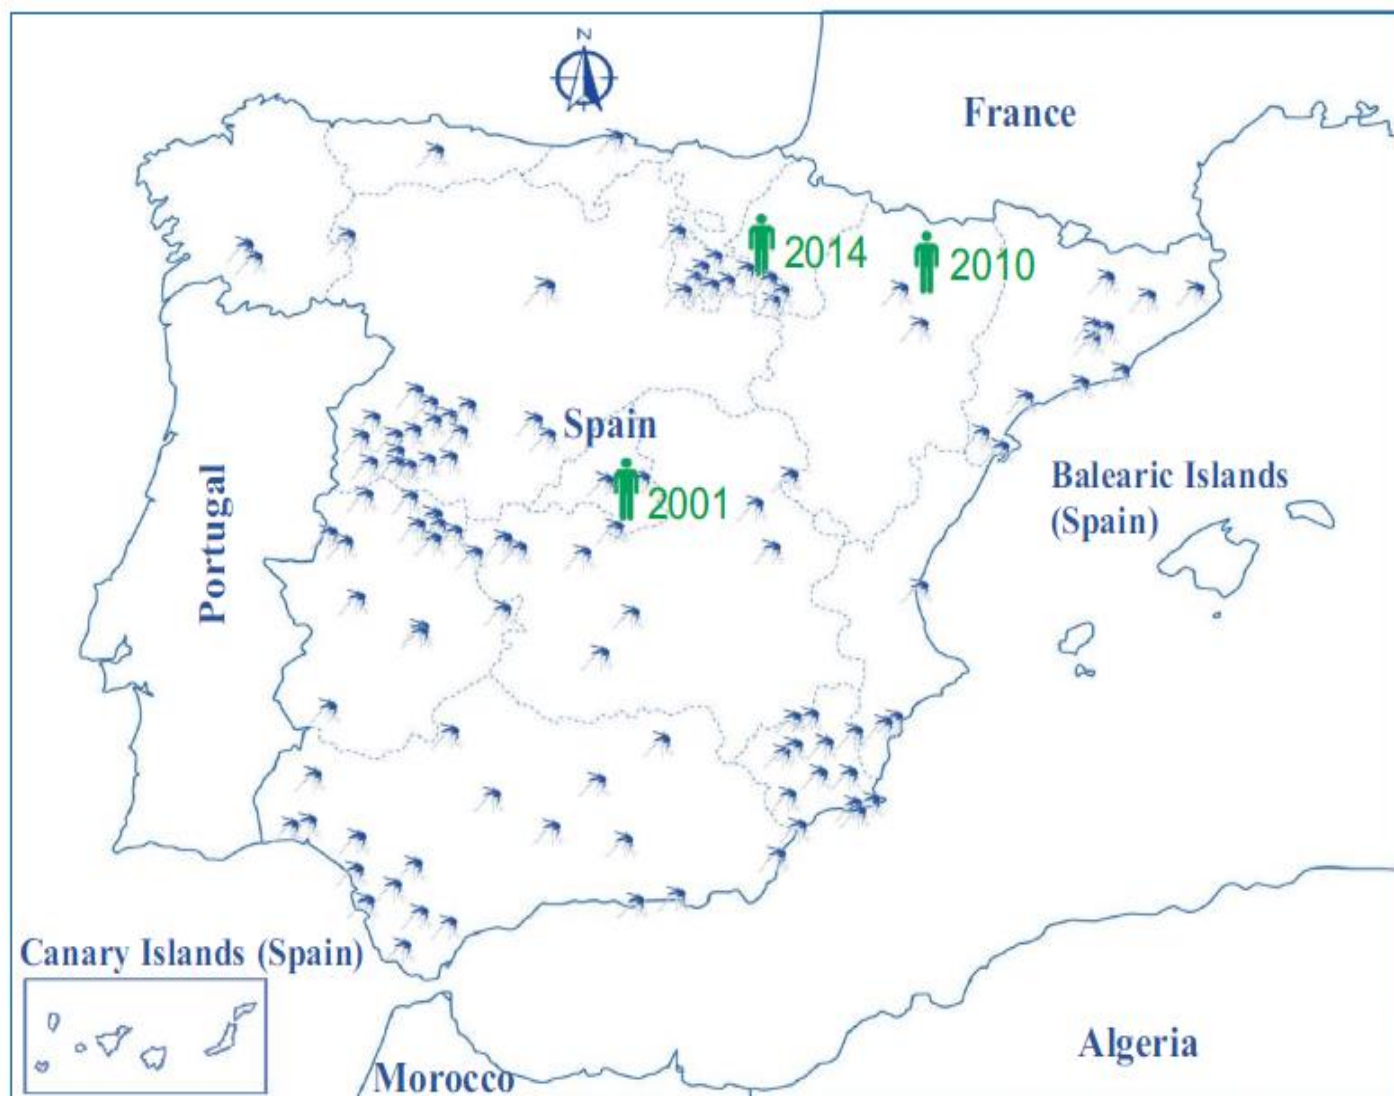 N
France
2014
2010
Spain
2001
Balearic Islands
(Spain)
Portugal
Canary Islands (Spain)
Algeria
Morocco